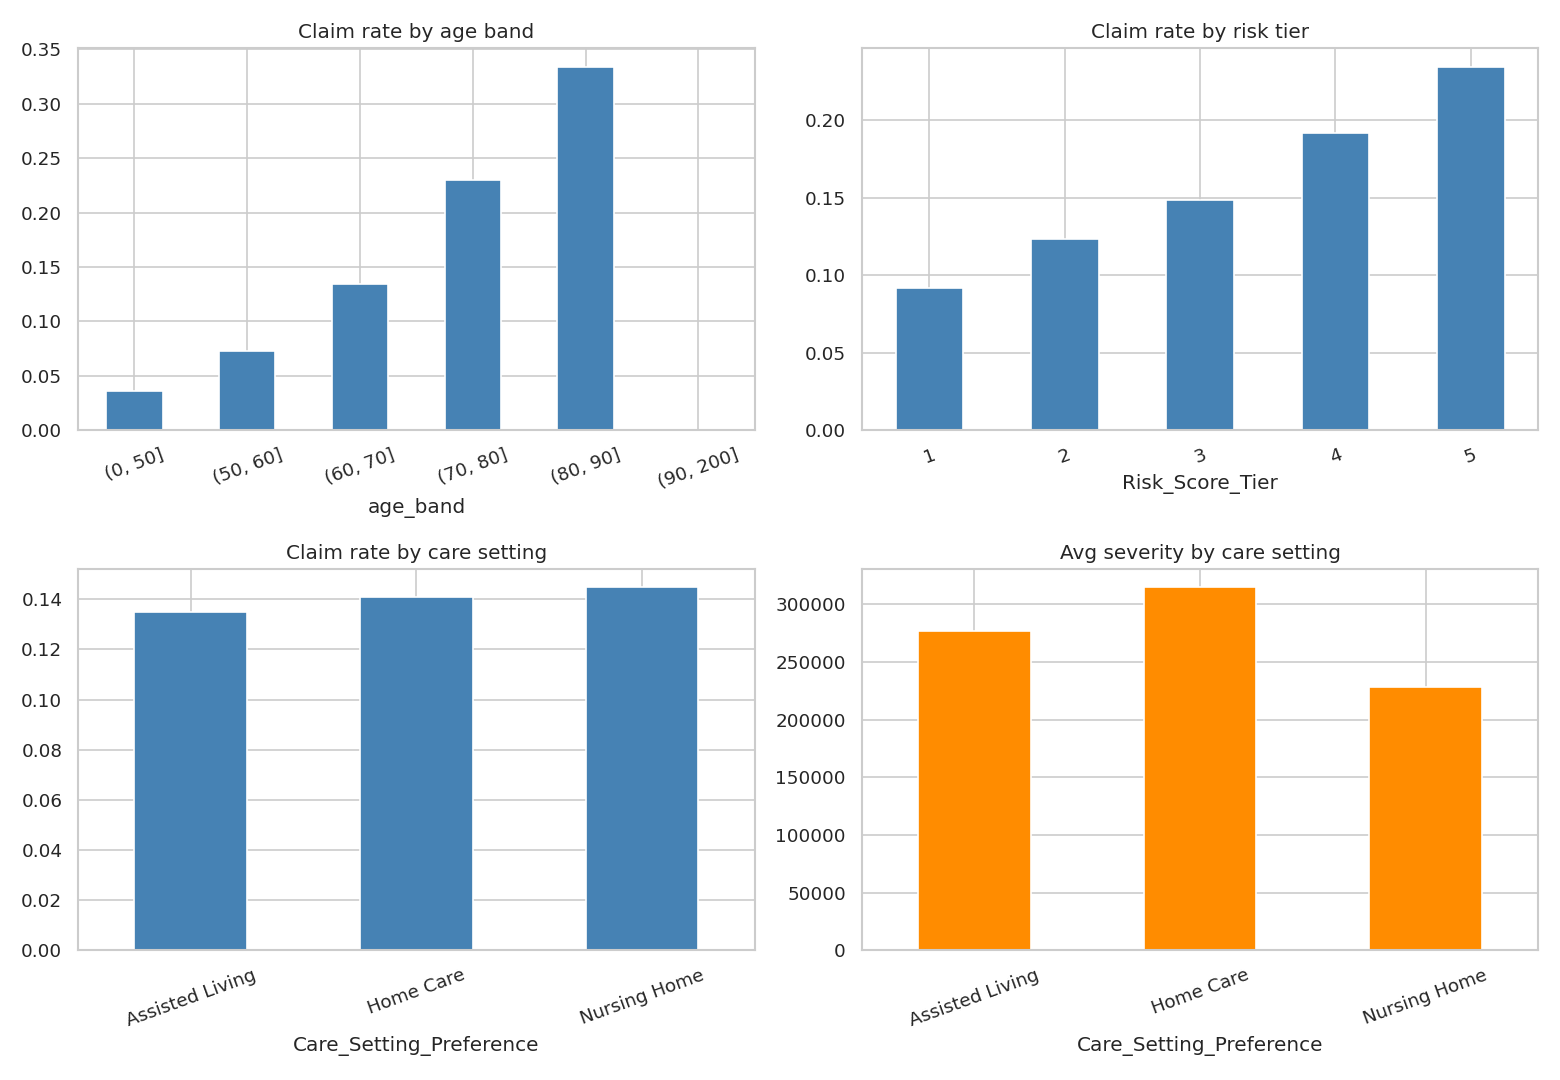 Claim rate by age band
0.35
0.30
0.25
0.20
0.15
0.10
0.05
0.00
(0, 50]
(50, 60]
(60, 70]
(70, 80]
(80, 90]
(90, 200]
age_band
Claim rate by risk tier
0.20
0.15
0.10
0.05
0.00
1
2
3
4
5
Risk_Score_Tier
Claim rate by care setting
0.14
0.12
0.10
0.08
0.06
0.04
0.02
0.00
Assisted Living
Home Care
Nursing Home
Care_Setting_Preference
Avg severity by care setting
300000
250000
200000
150000
100000
50000
0
Assisted Living
Home Care
Nursing Home
Care_Setting_Preference